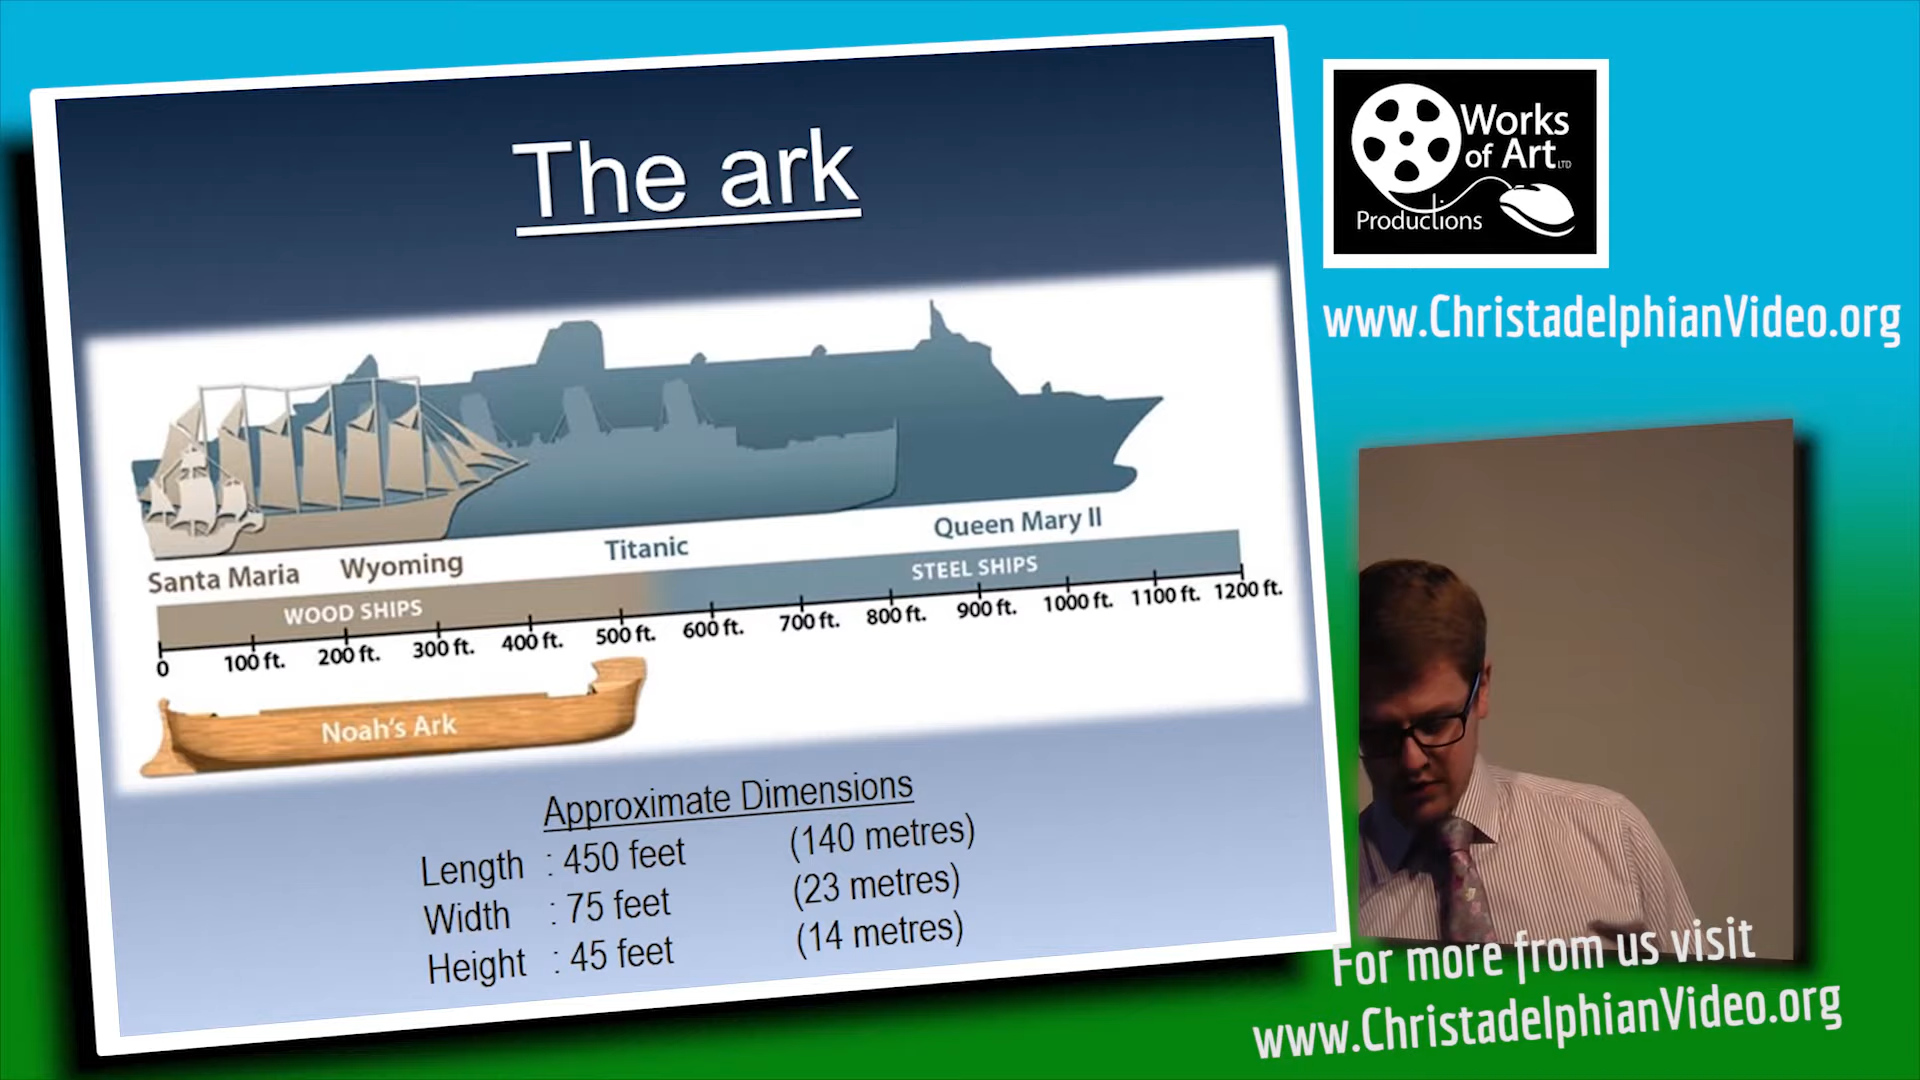 The ark
Santa Maria
Wyoming
Titanic
Queen Mary II
WOOD SHIPS
STEEL SHIPS
0
100 ft.
200 ft.
300 ft.
400 ft.
500 ft.
600 ft.
700 ft.
800 ft.
900 ft.
1000 ft.
1100 ft.
1200 ft.
Noah's Ark
Approximate Dimensions
Length : 450 feet (140 metres)
Width : 75 feet (23 metres)
Height : 45 feet (14 metres)
Works
of Art LTD
Productions
www.ChristadelphianVideo.org
For more from us visit
www.ChristadelphianVideo.org